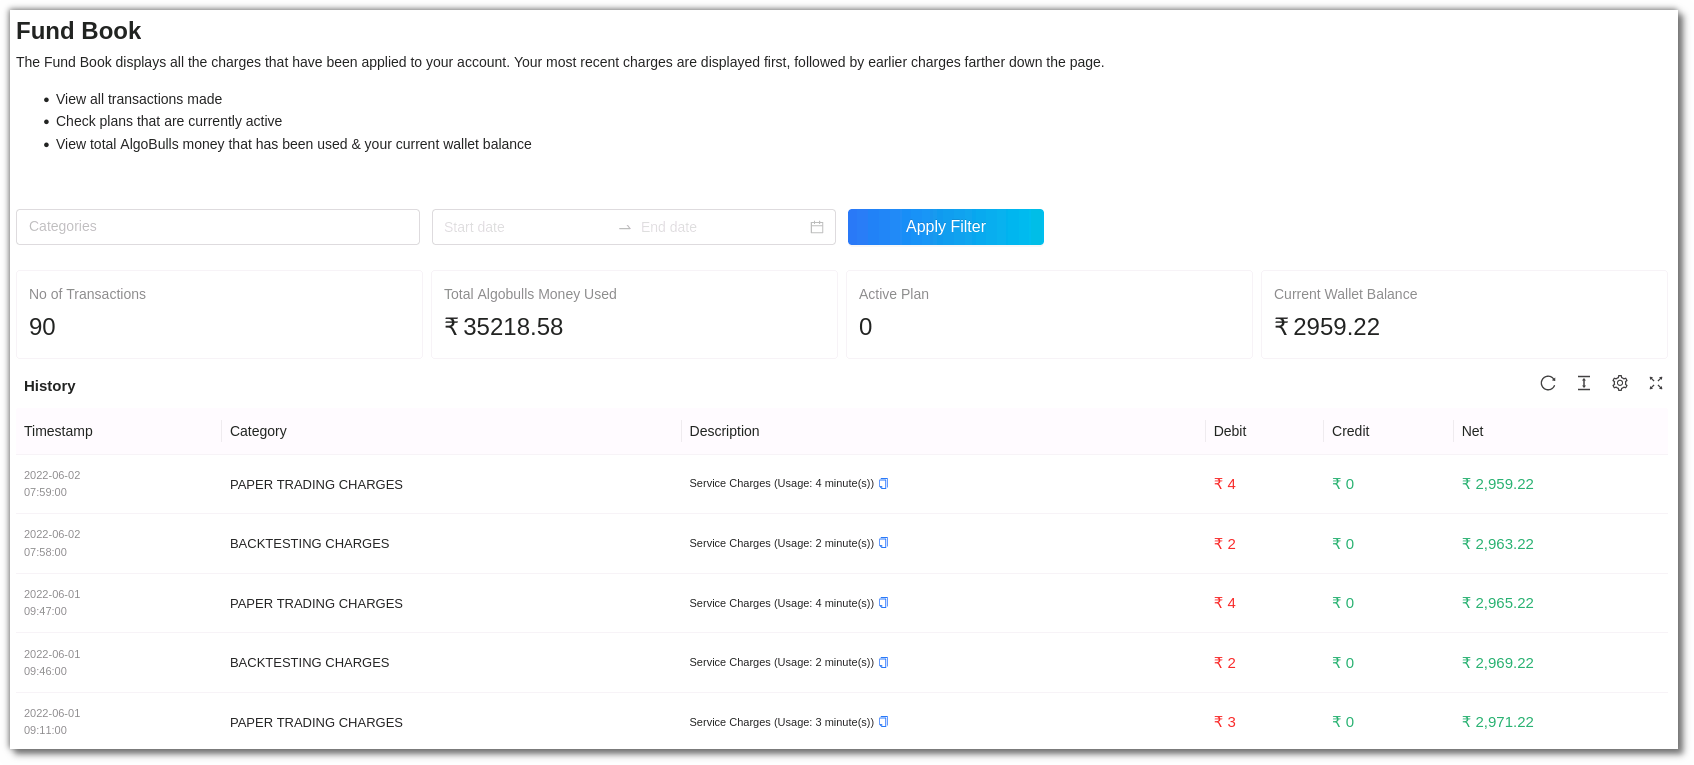 Fund Book
The Fund Book displays all the charges that have been applied to your account. Your most recent charges are displayed first, followed by earlier charges farther down the page.
• View all transactions made
• Check plans that are currently active
• View total AlgoBulls money that has been used & your current wallet balance
Categories Start date End date Apply Filter
No of Transactions Total Algobulls Money Used Active Plan Current Wallet Balance
90 ₹ 35218.58 0 ₹ 2959.22
History
Timestamp Category Description Debit Credit Net
2022-06-02
07:59:00 PAPER TRADING CHARGES Service Charges (Usage: 4 minute(s)) ₹ 4 ₹ 0 ₹ 2,959.22
2022-06-02
07:58:00 BACKTESTING CHARGES Service Charges (Usage: 2 minute(s)) ₹ 2 ₹ 0 ₹ 2,963.22
2022-06-01
09:47:00 PAPER TRADING CHARGES Service Charges (Usage: 4 minute(s)) ₹ 4 ₹ 0 ₹ 2,965.22
2022-06-01
09:46:00 BACKTESTING CHARGES Service Charges (Usage: 2 minute(s)) ₹ 2 ₹ 0 ₹ 2,969.22
2022-06-01
09:11:00 PAPER TRADING CHARGES Service Charges (Usage: 3 minute(s)) ₹ 3 ₹ 0 ₹ 2,971.22